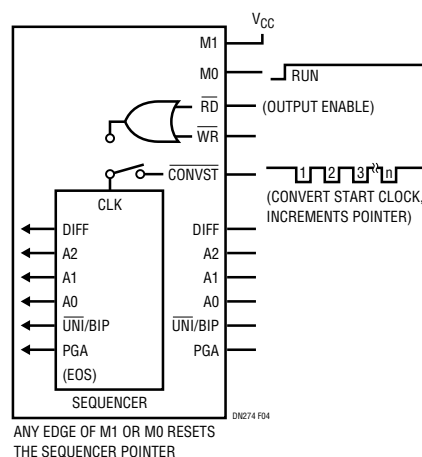 VCC
M1
M0
RUN
RD
(OUTPUT ENABLE)
WR
CONVST
1 2 3 n
(CONVERT START CLOCK,
INCREMENTS POINTER)
CLK
DIFF DIFF
A2 A2
A1 A1
A0 A0
UNI/BIP UNI/BIP
PGA PGA
(EOS)
SEQUENCER
DN274 F04
ANY EDGE OF M1 OR M0 RESETS
THE SEQUENCER POINTER